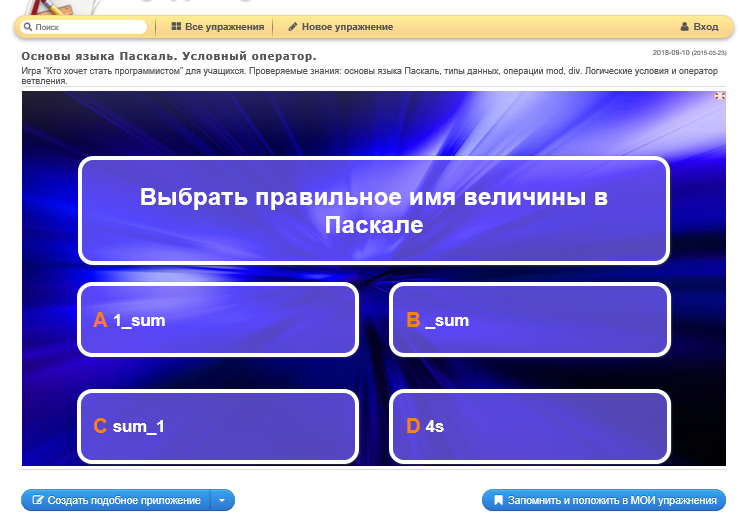 Поиск
Все упражнения
Новое упражнение
Вход
Основы языка Паскаль. Условный оператор.
2018-09-10 (2015-03-23)
Игра "Кто хочет стать программистом" для учащихся. Проверяемые знания: основы языка Паскаль, типы данных, операции mod, div. Логические условия и оператор
ветвления.
Выбрать правильное имя величины в
Паскале
A 1_sum
B _sum
C sum_1
D 4s
Создать подобное приложение
Запомнить и положить в МОИ упражнения